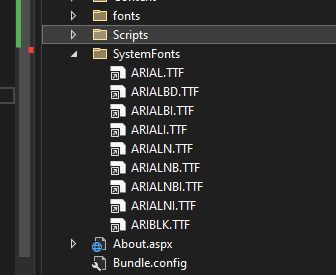 fonts
Scripts
SystemFonts
ARIAL.TTF
ARIALBD.TTF
ARIALBI.TTF
ARIALI.TTF
ARIALN.TTF
ARIALNB.TTF
ARIALNBI.TTF
ARIALNI.TTF
ARIBLK.TTF
About.aspx
Bundle.config